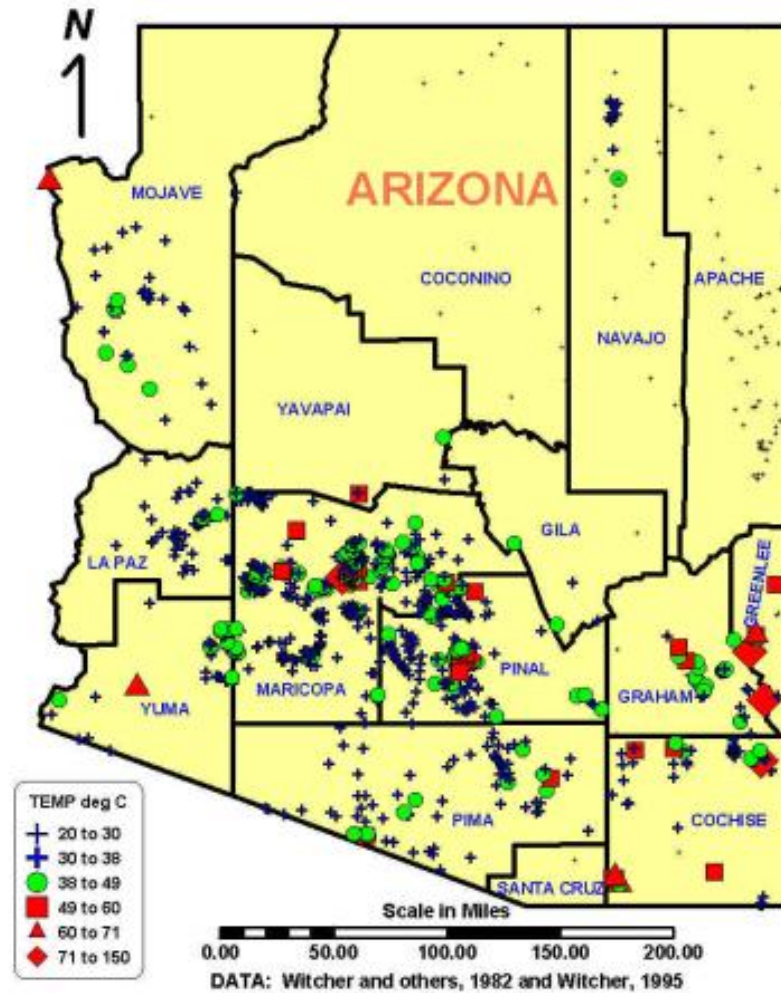 N
MOJAVE
ARIZONA
COCONINO
APACHE
NAVAJO
YAVAPAI
GILA
LA PAZ
GREENLEE
MARICOPA
PINAL
GRAHAM
YUMA
PIMA
COCHISE
SANTA CRUZ
TEMP deg C
20 to 30
30 to 38
38 to 49
49 to 60
60 to 71
71 to 150
Scale in Miles
0.00 50.00 100.00 150.00 200.00
DATA: Witcher and others, 1982 and Witcher, 1995